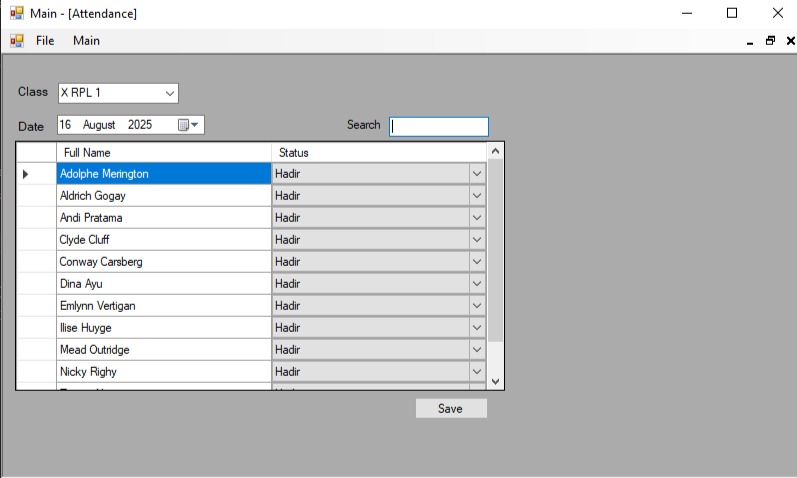 Main - [Attendance]
File Main
Class X RPL 1
Date 16 August 2025
Search
Full Name Status
Adolphe Merington Hadir
Aldrich Gogay Hadir
Andi Pratama Hadir
Clyde Cluff Hadir
Conway Carsberg Hadir
Dina Ayu Hadir
Emlynn Vertigan Hadir
Ilise Huyge Hadir
Mead Outridge Hadir
Nicky Righy Hadir
Save